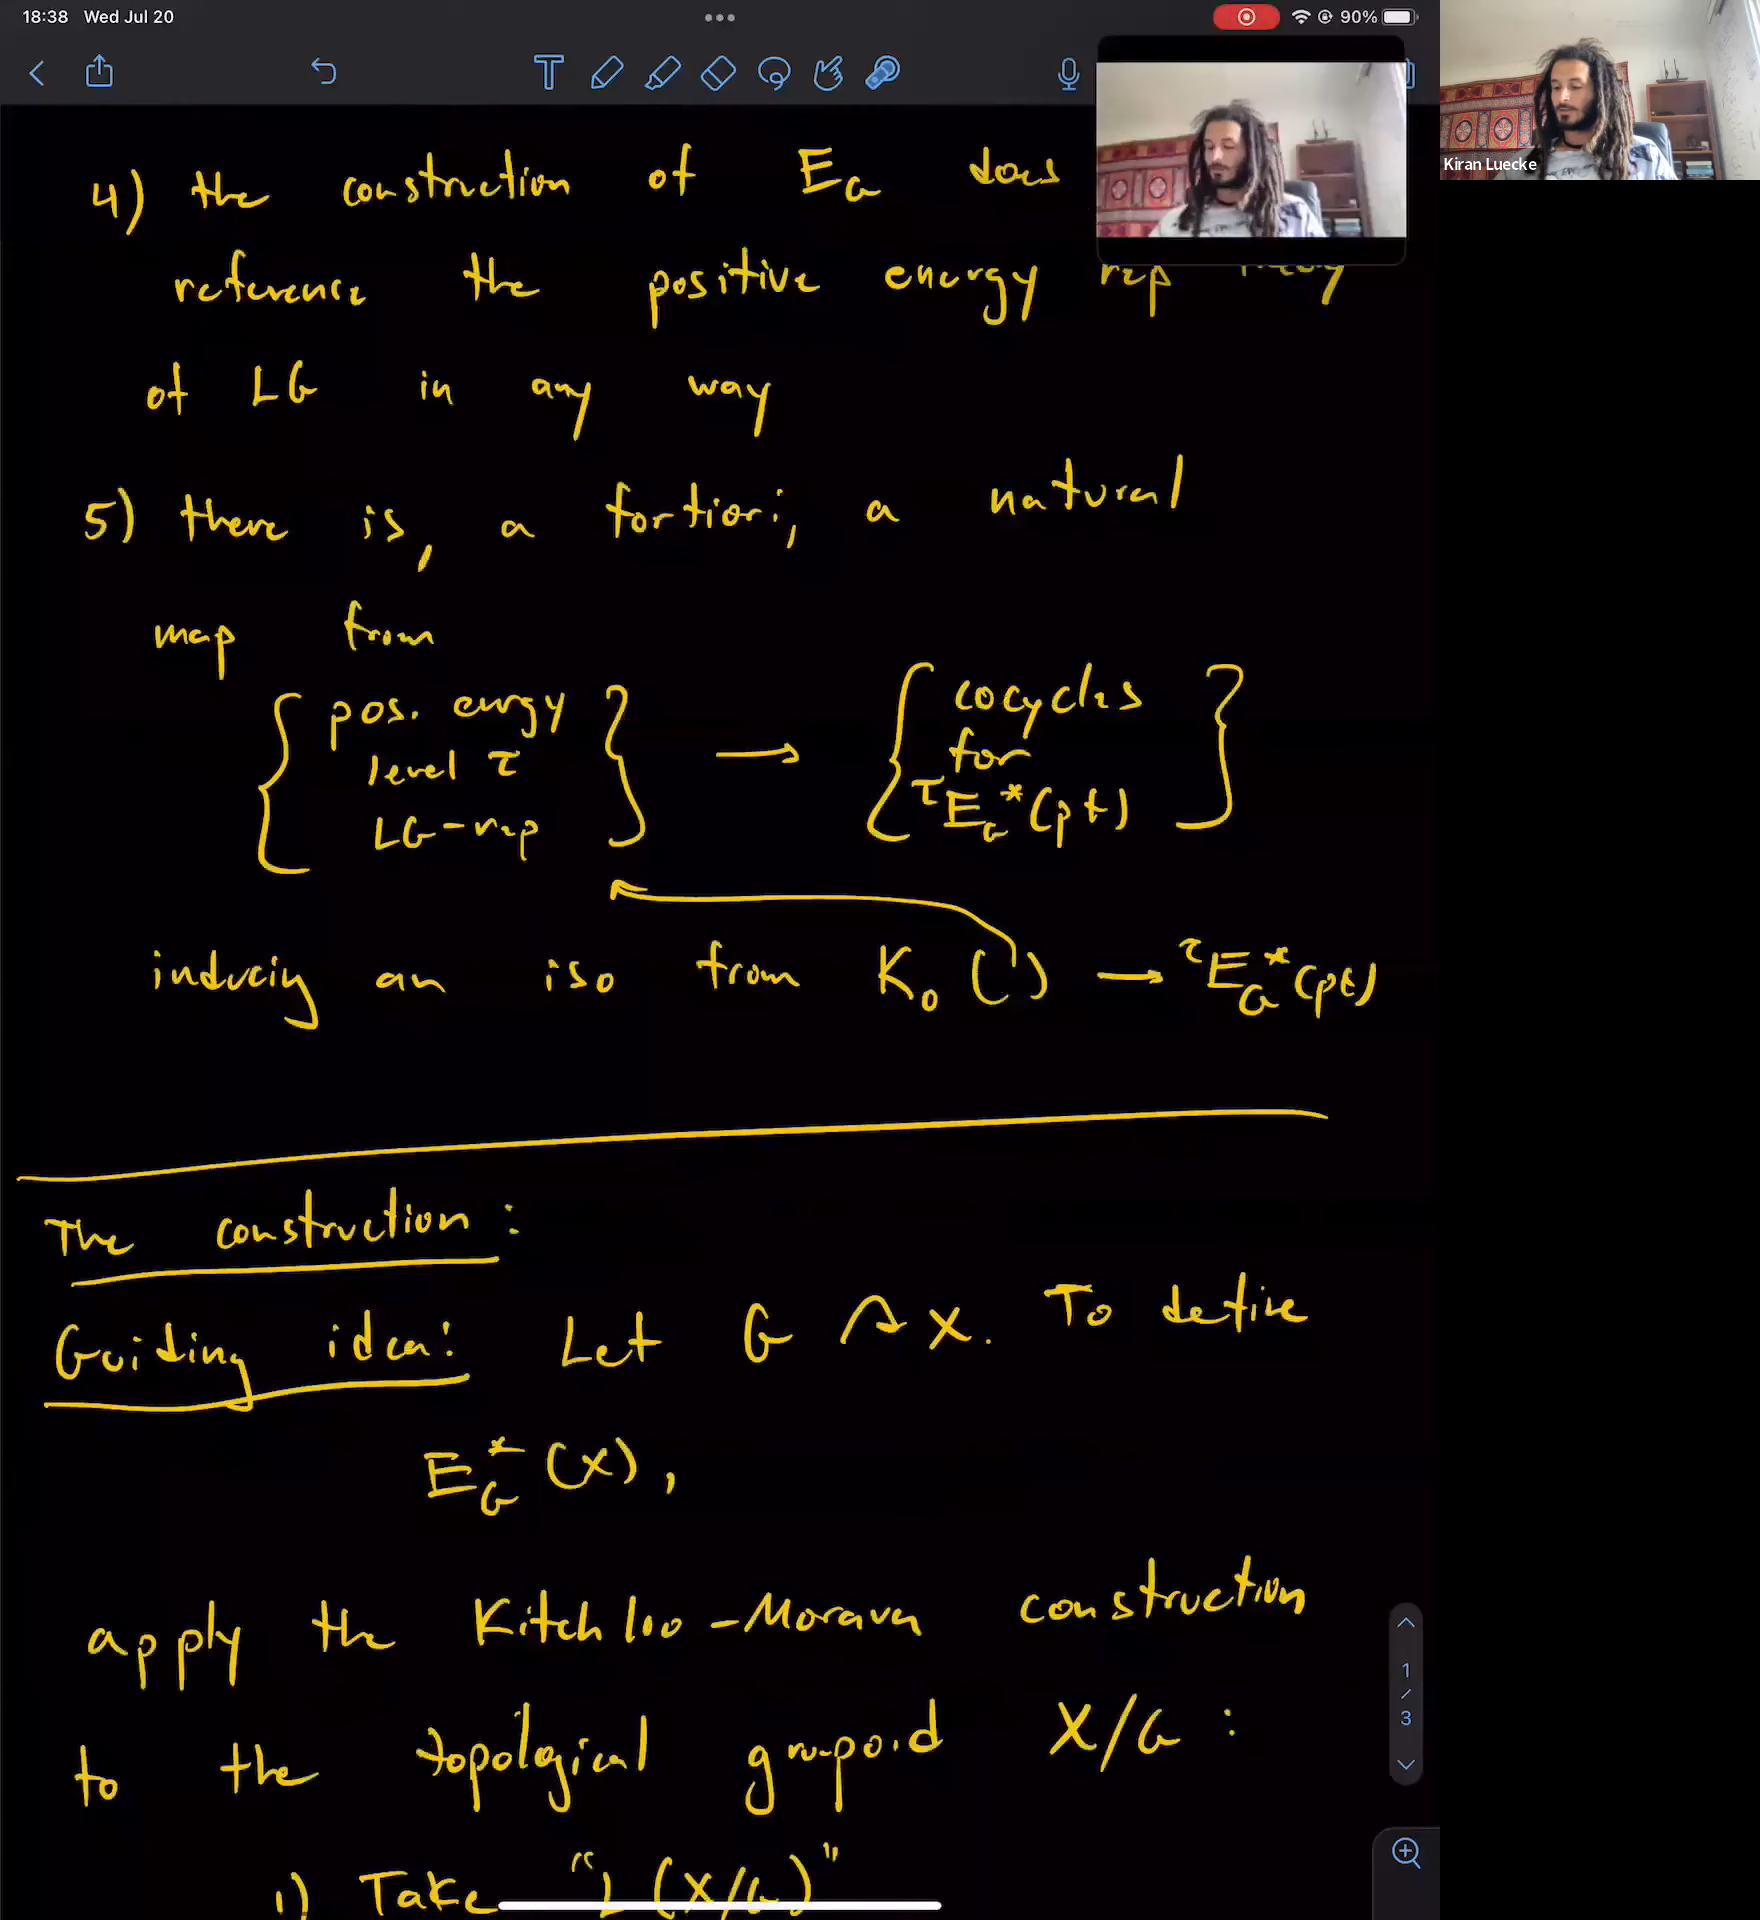 18:38 Wed Jul 20
90%
Kiran Luecke
4) the construction of E_G does
reference the positive energy rep theory
of LG in any way
5) there is, a fortiori, a natural
map from
{ pos. enrgy level τ LG-rep } → { cocycles for ^τE_G^*(pt) }
inducing an iso from K_0( ) → ^τE_G^*(pt)
The construction:
Guiding idea: Let G ↷ X. To define
E_G^*(X),
apply the Kitchloo-Morava construction
to the topological groupoid X/G:
1) Take "L(X/G)"
1
/
3